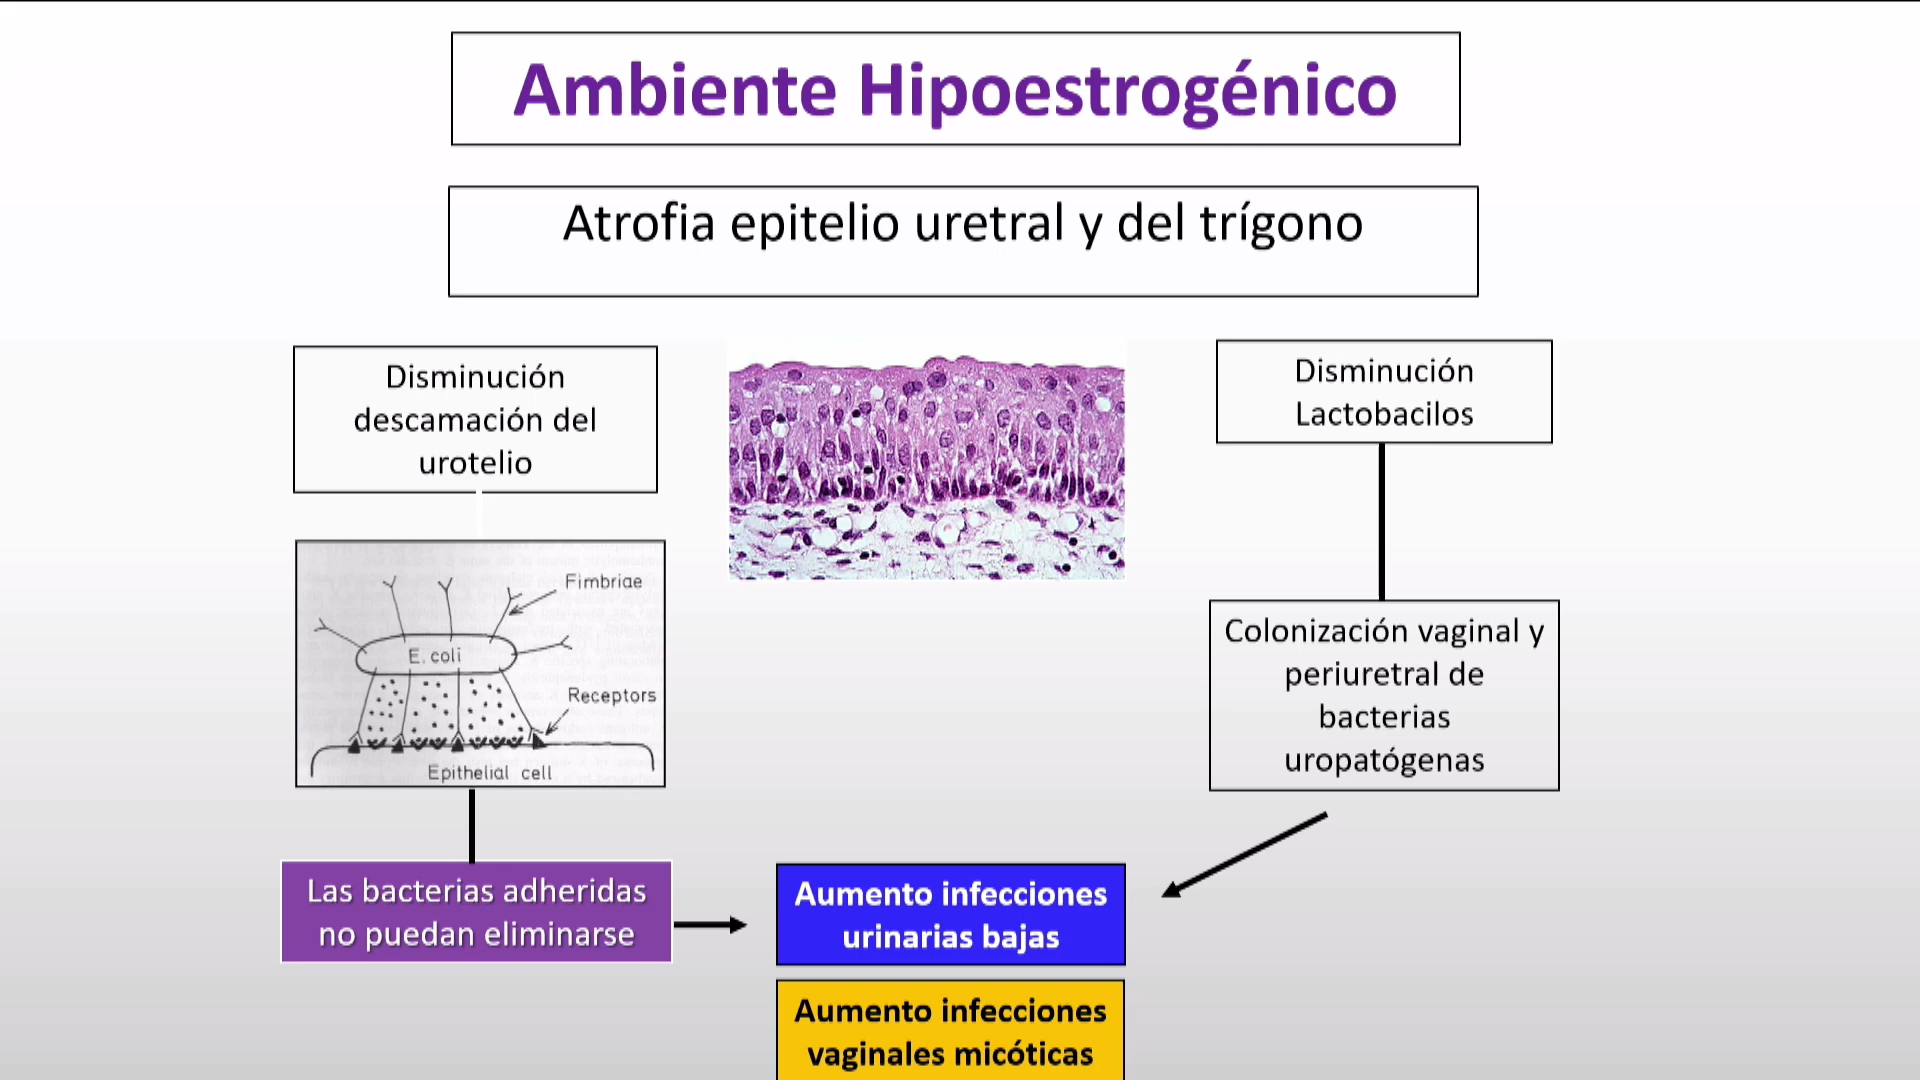 Ambiente Hipoestrogénico
Atrofia epitelio uretral y del trígono
Disminución
descamación del
urotelio
Disminución
Lactobacilos
Fimbriae
E. coli
Receptors
Epithelial cell
Colonización vaginal y
periuretral de
bacterias
uropatógenas
Las bacterias adheridas
no puedan eliminarse
Aumento infecciones
urinarias bajas
Aumento infecciones
vaginales micóticas